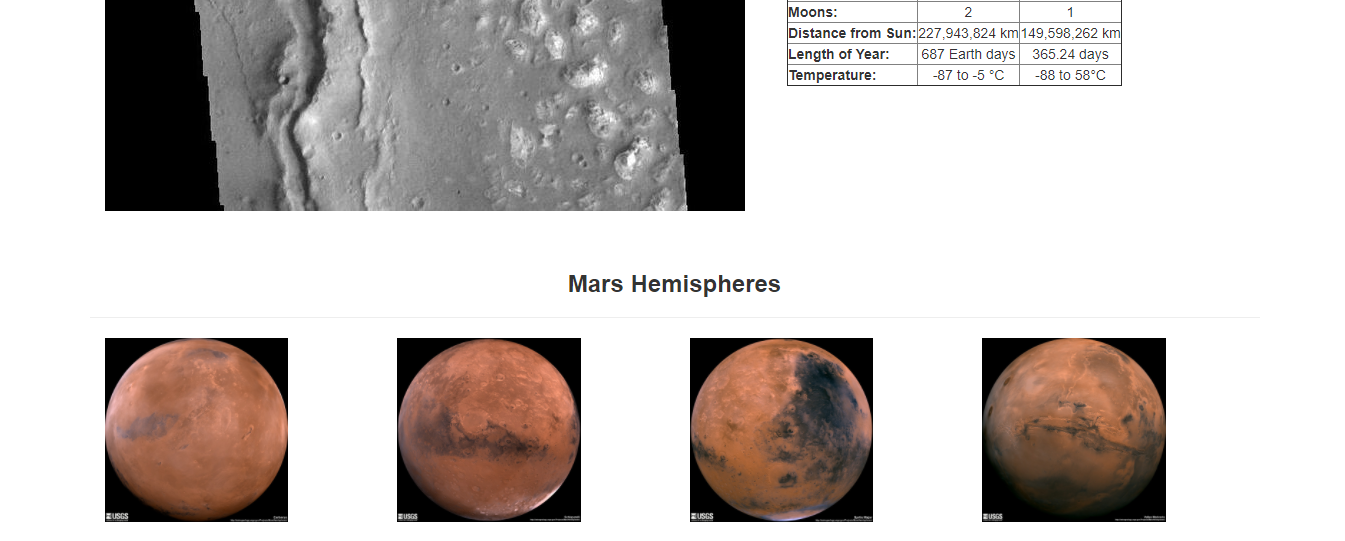 Moons: 2 1
Distance from Sun: 227,943,824 km 149,598,262 km
Length of Year: 687 Earth days 365.24 days
Temperature: -87 to -5 °C -88 to 58°C
Mars Hemispheres
USGS
USGS
USGS
USGS